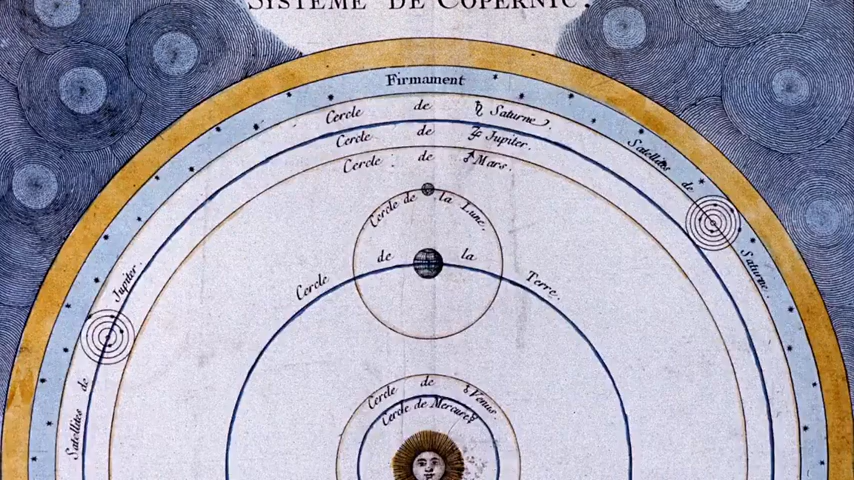 SYSTEME DE COPERNIC.
Firmament
Cercle de ♄ Saturne.
Cercle de ♃ Jupiter.
Cercle de ♂ Mars.
Satellites de Saturne.
Cercle de la Lune.
Cercle de la Terre.
Satellites de Jupiter.
Cercle de ♀ Venus.
Cercle de Mercure ☿